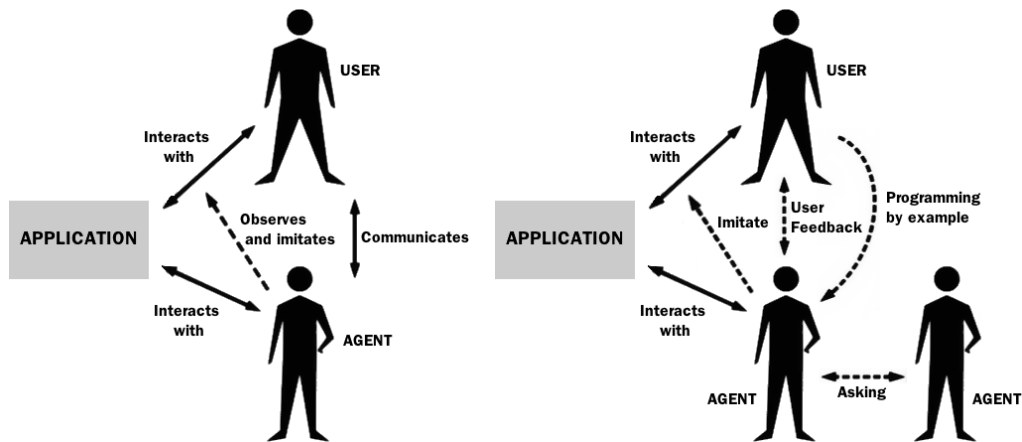 USER
Interacts
with
Observes
and imitates
APPLICATION
Communicates
Interacts
with
AGENT
USER
Interacts
with
Programming
by example
User
Feedback
Imitate
APPLICATION
Interacts
with
AGENT
Asking
AGENT